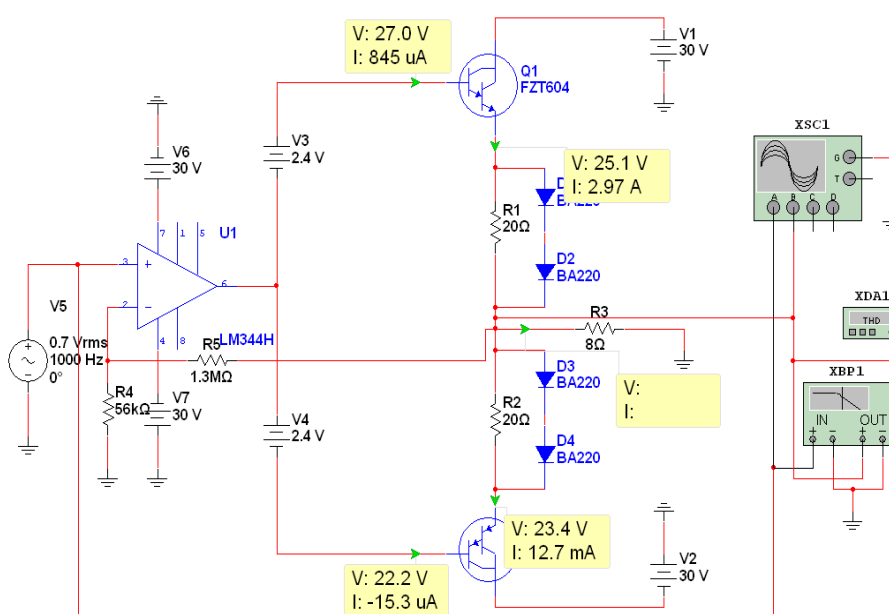 V: 27.0 V
I: 845 uA
Q1
FZT604
V1
30 V
XSC1
G
T
A
B
C
D
V3
2.4 V
V6
30 V
V: 25.1 V
I: 2.97 A
BA220
R1
20Ω
D2
BA220
7
1
5
U1
3
+
2
−
6
4
8
LM344H
V5
0.7 Vrms
1000 Hz
0°
R5
1.3MΩ
R3
8Ω
XDA1
THD
R4
56kΩ
V7
30 V
V4
2.4 V
D3
BA220
R2
20Ω
D4
BA220
V:
I:
XBP1
IN
OUT
V: 23.4 V
I: 12.7 mA
V: 22.2 V
I: -15.3 uA
V2
30 V